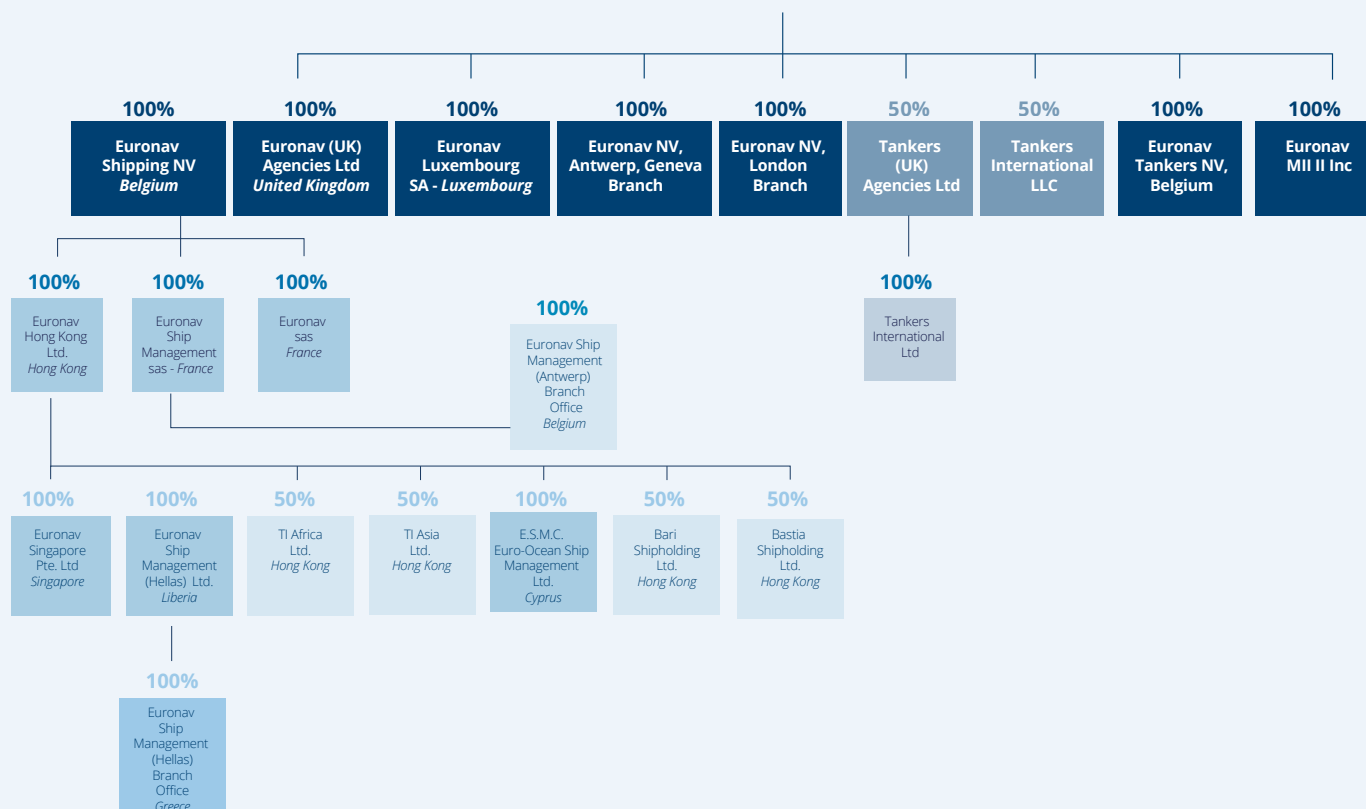 100%
Euronav
Shipping NV
Belgium
100%
Euronav (UK)
Agencies Ltd
United Kingdom
100%
Euronav
Luxembourg
SA - Luxembourg
100%
Euronav NV,
Antwerp, Geneva
Branch
100%
Euronav NV,
London
Branch
50%
Tankers
(UK)
Agencies Ltd
50%
Tankers
International
LLC
100%
Euronav
Tankers NV,
Belgium
100%
Euronav
MII II Inc
100%
Euronav
Hong Kong
Ltd.
Hong Kong
100%
Euronav
Ship
Management
sas - France
100%
Euronav
sas
France
100%
Euronav Ship
Management
(Antwerp)
Branch
Office
Belgium
100%
Tankers
International
Ltd
100%
Euronav
Singapore
Pte. Ltd
Singapore
100%
Euronav
Ship
Management
(Hellas) Ltd.
Liberia
50%
TI Africa
Ltd.
Hong Kong
50%
TI Asia
Ltd.
Hong Kong
100%
E.S.M.C.
Euro-Ocean Ship
Management
Ltd.
Cyprus
50%
Bari
Shipholding
Ltd.
Hong Kong
50%
Bastia
Shipholding
Ltd.
Hong Kong
100%
Euronav
Ship
Management
(Hellas)
Branch
Office
Greece